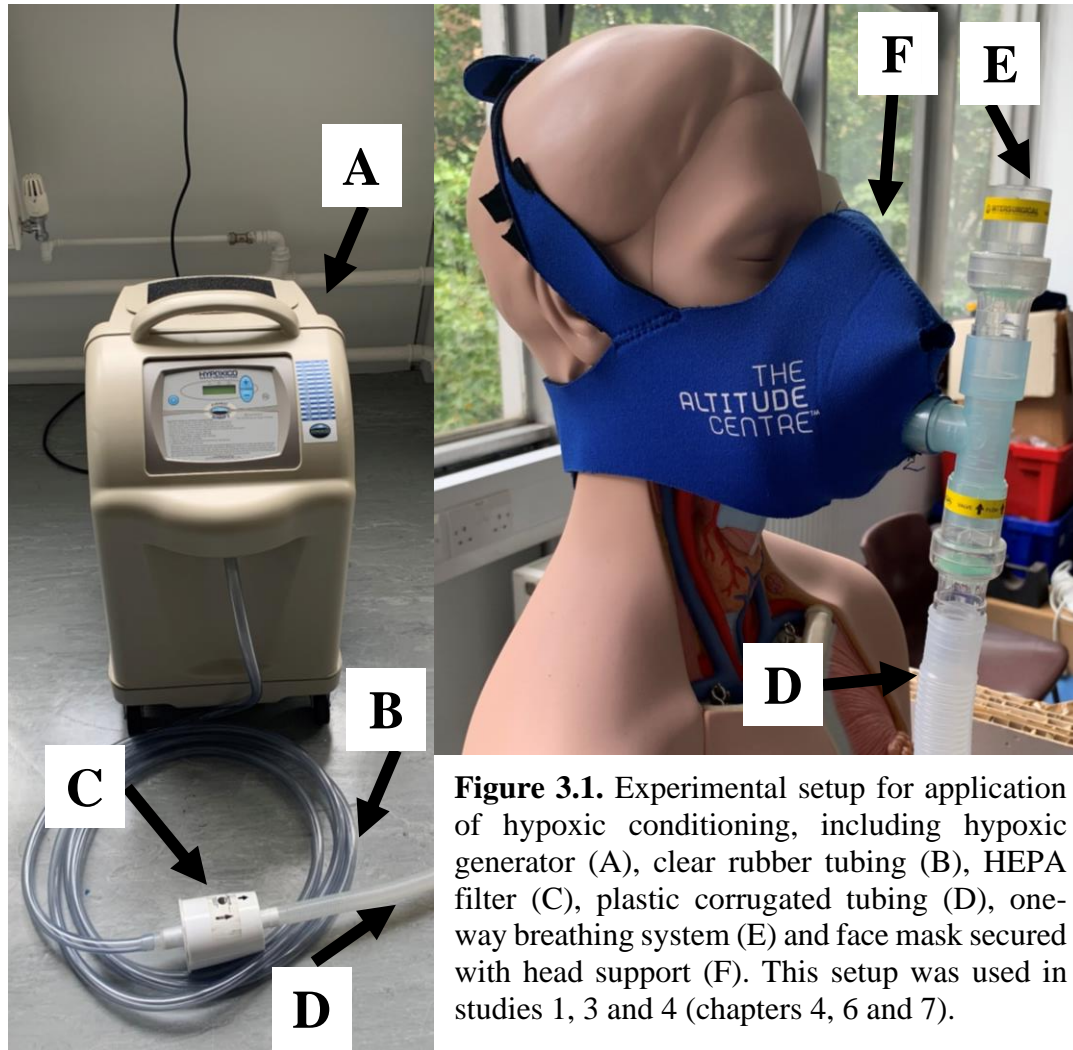 A
B
C
D
HYPOXICO
F
E
INTERSURGICAL
THE
ALTITUDE
CENTRE™
D
Figure 3.1. Experimental setup for application
of hypoxic conditioning, including hypoxic
generator (A), clear rubber tubing (B), HEPA
filter (C), plastic corrugated tubing (D), one-
way breathing system (E) and face mask secured
with head support (F). This setup was used in
studies 1, 3 and 4 (chapters 4, 6 and 7).